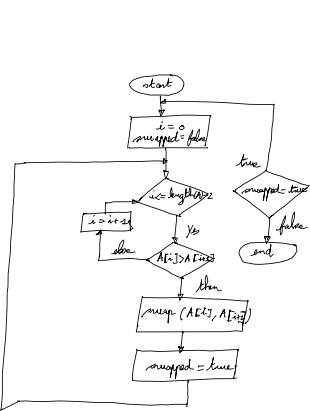 start
i = 0
swapped = false
true
i <= length(A)-2
swapped = true
i = i+1
Yes
false
else
A[i] > A[i+1]
end
then
swap (A[i], A[i+1])
swapped = true